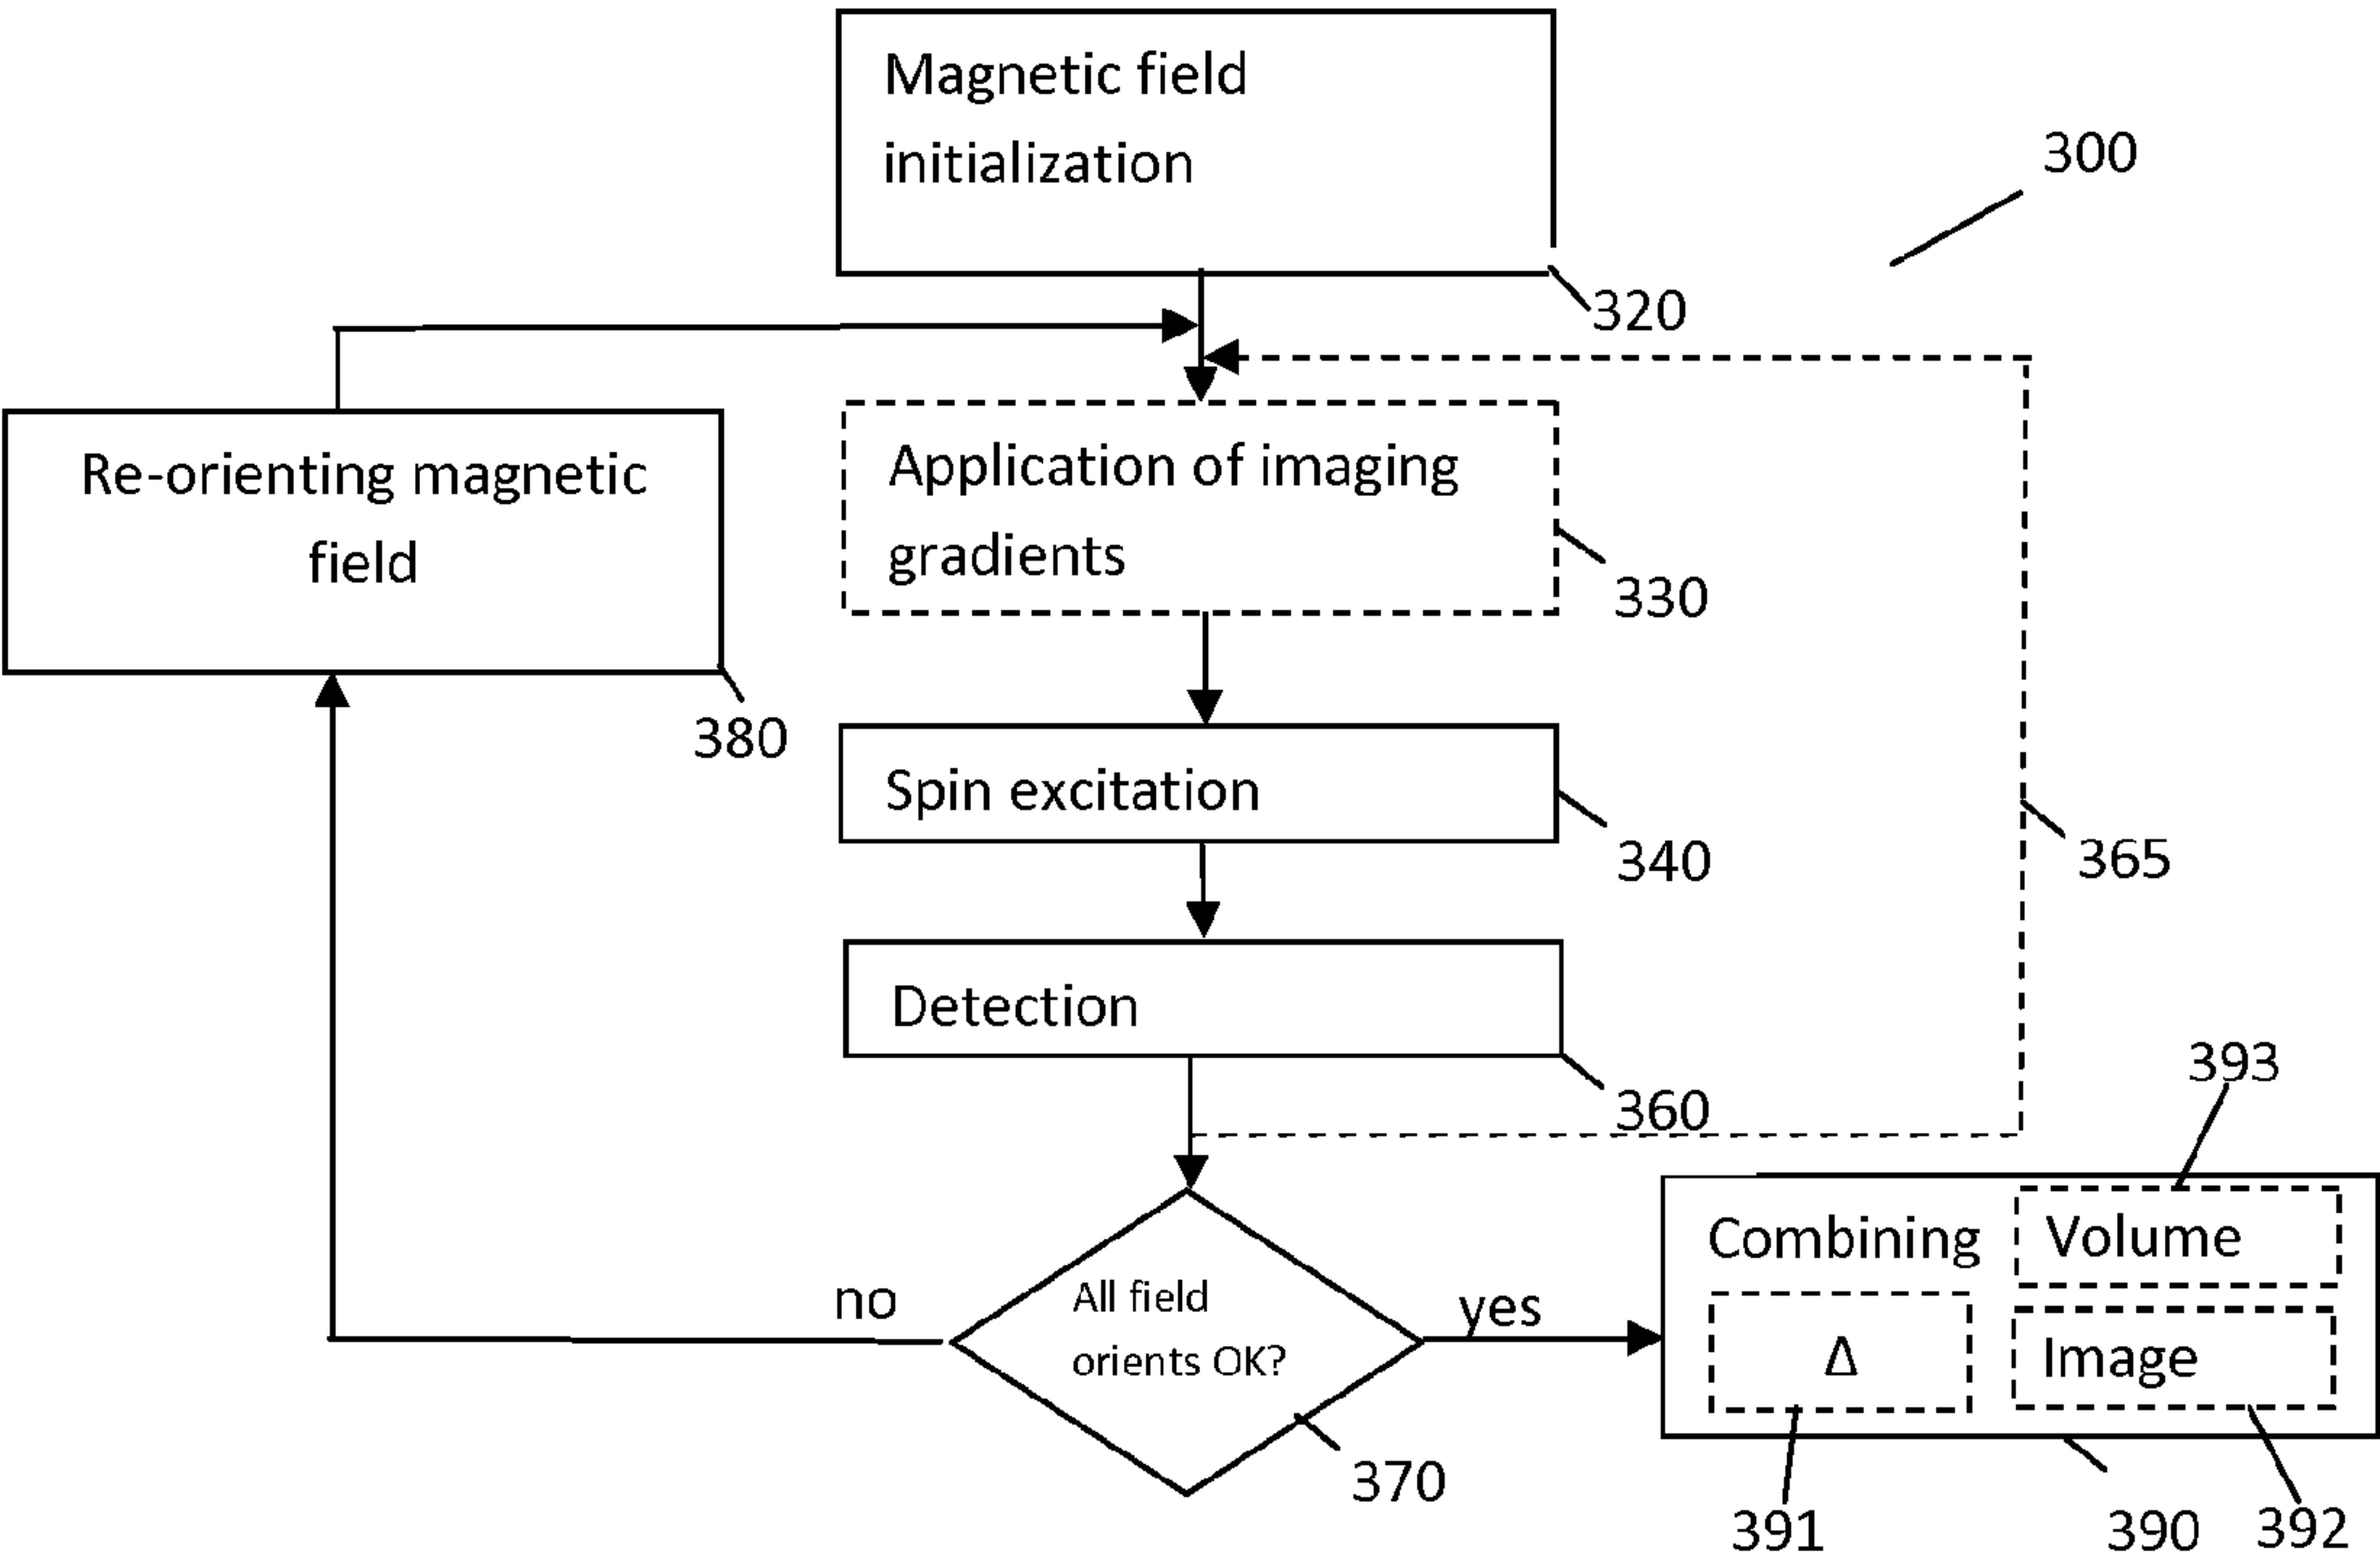 Magnetic field
initialization
300
320
Re-orienting magnetic
field
380
Application of imaging
gradients
330
Spin excitation
340
365
Detection
360
393
no
All field
orients OK?
yes
370
Combining
Volume
Δ
Image
391
390
392